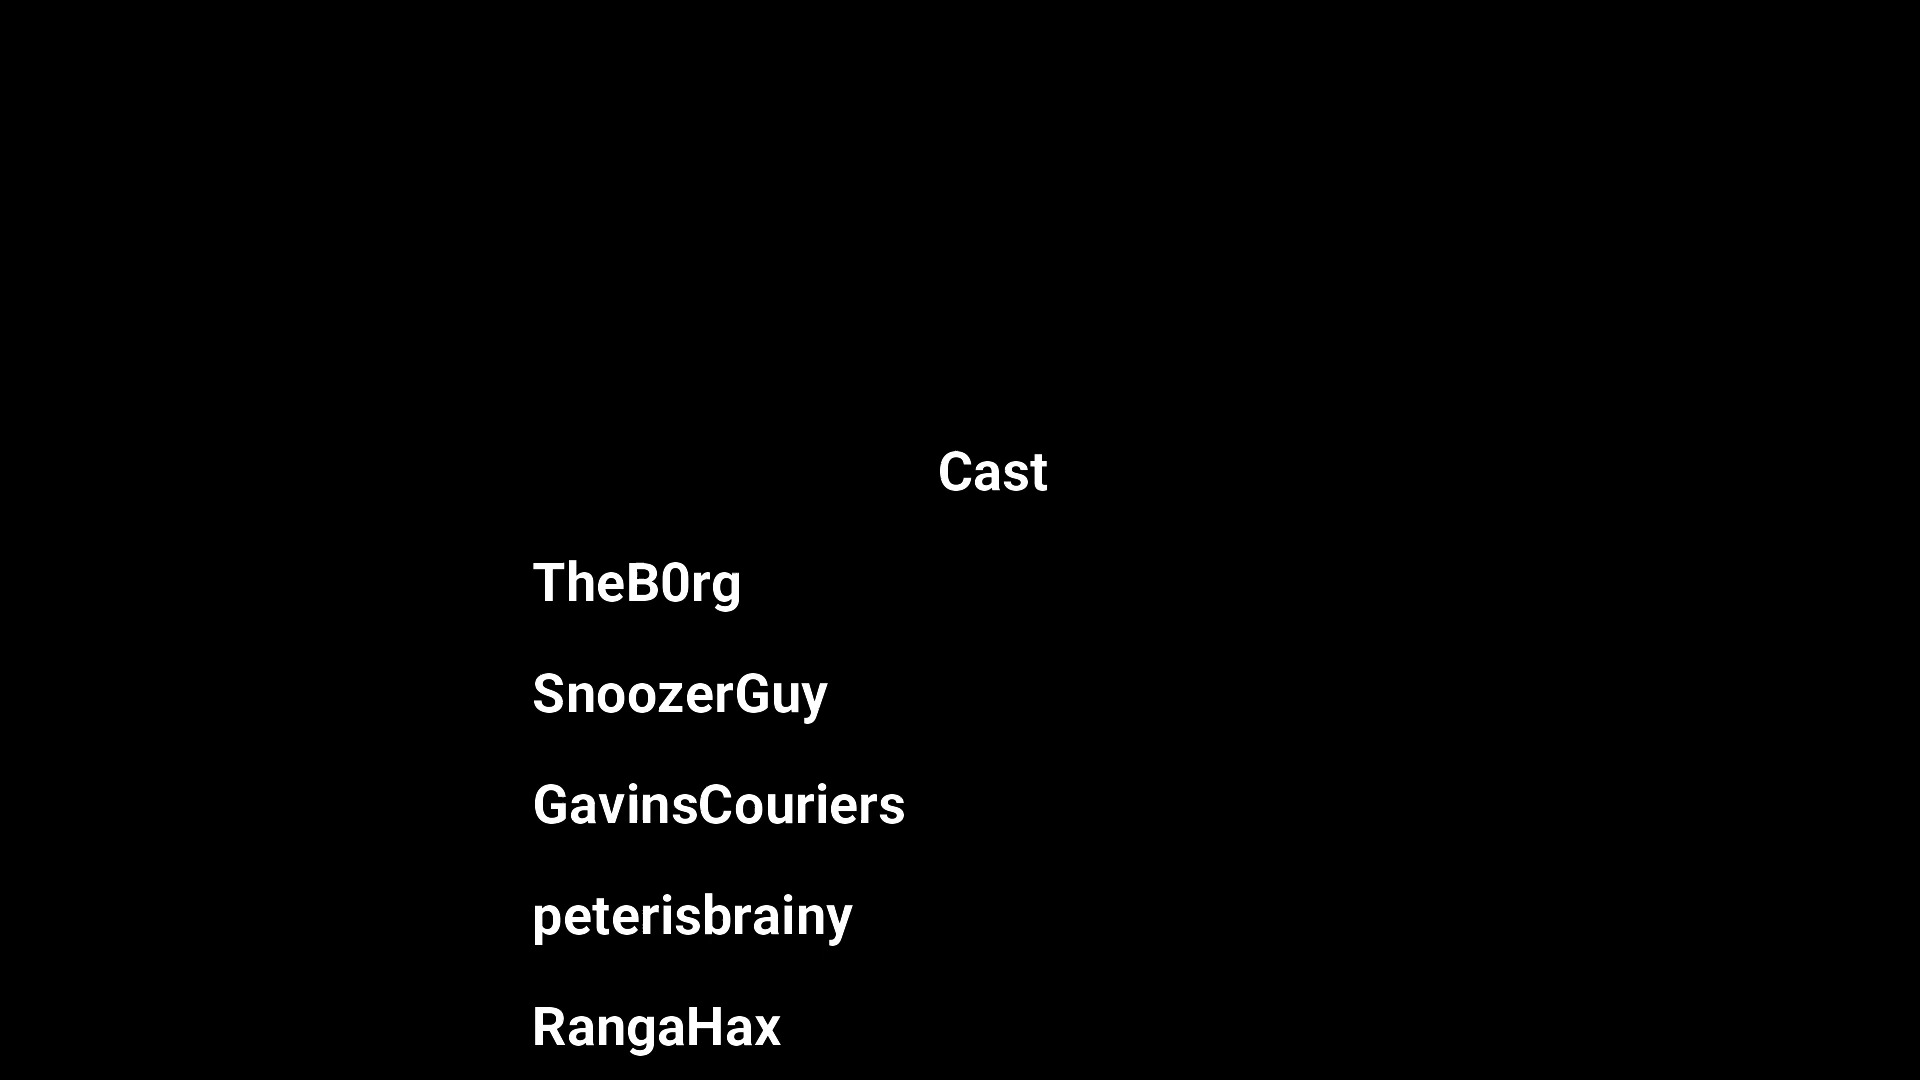 Cast
TheB0rg
SnoozerGuy
GavinsCouriers
peterisbrainy
RangaHax